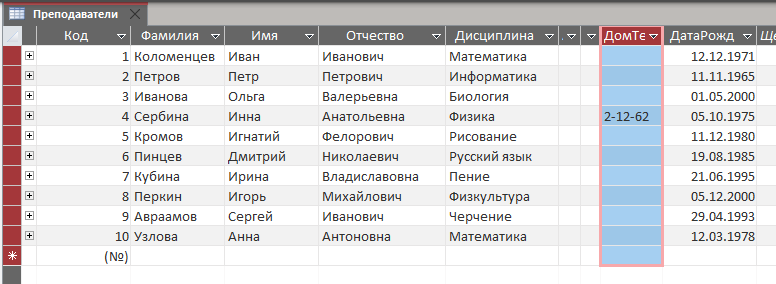 Преподаватели
Код Фамилия Имя Отчество Дисциплина ДомТе ДатаРожд
1 Коломенцев Иван Иванович Математика 12.12.1971
2 Петров Петр Петрович Информатика 11.11.1965
3 Иванова Ольга Валерьевна Биология 01.05.2000
4 Сербина Инна Анатольевна Физика 2-12-62 05.10.1975
5 Кромов Игнатий Фелорович Рисование 11.12.1980
6 Пинцев Дмитрий Николаевич Русский язык 19.08.1985
7 Кубина Ирина Владиславовна Пение 21.06.1995
8 Перкин Игорь Михайлович Физкультура 05.12.2000
9 Авраамов Сергей Иванович Черчение 29.04.1993
10 Узлова Анна Антоновна Математика 12.03.1978
(№)